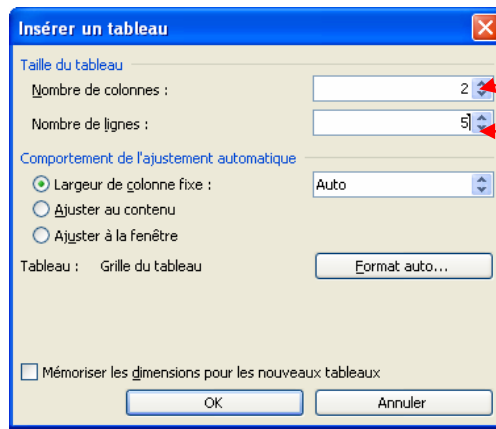 Insérer un tableau
Taille du tableau
Nombre de colonnes : 2
Nombre de lignes : 5
Comportement de l'ajustement automatique
Largeur de colonne fixe : Auto
Ajuster au contenu
Ajuster à la fenêtre
Tableau : Grille du tableau Format auto...
Mémoriser les dimensions pour les nouveaux tableaux
OK Annuler